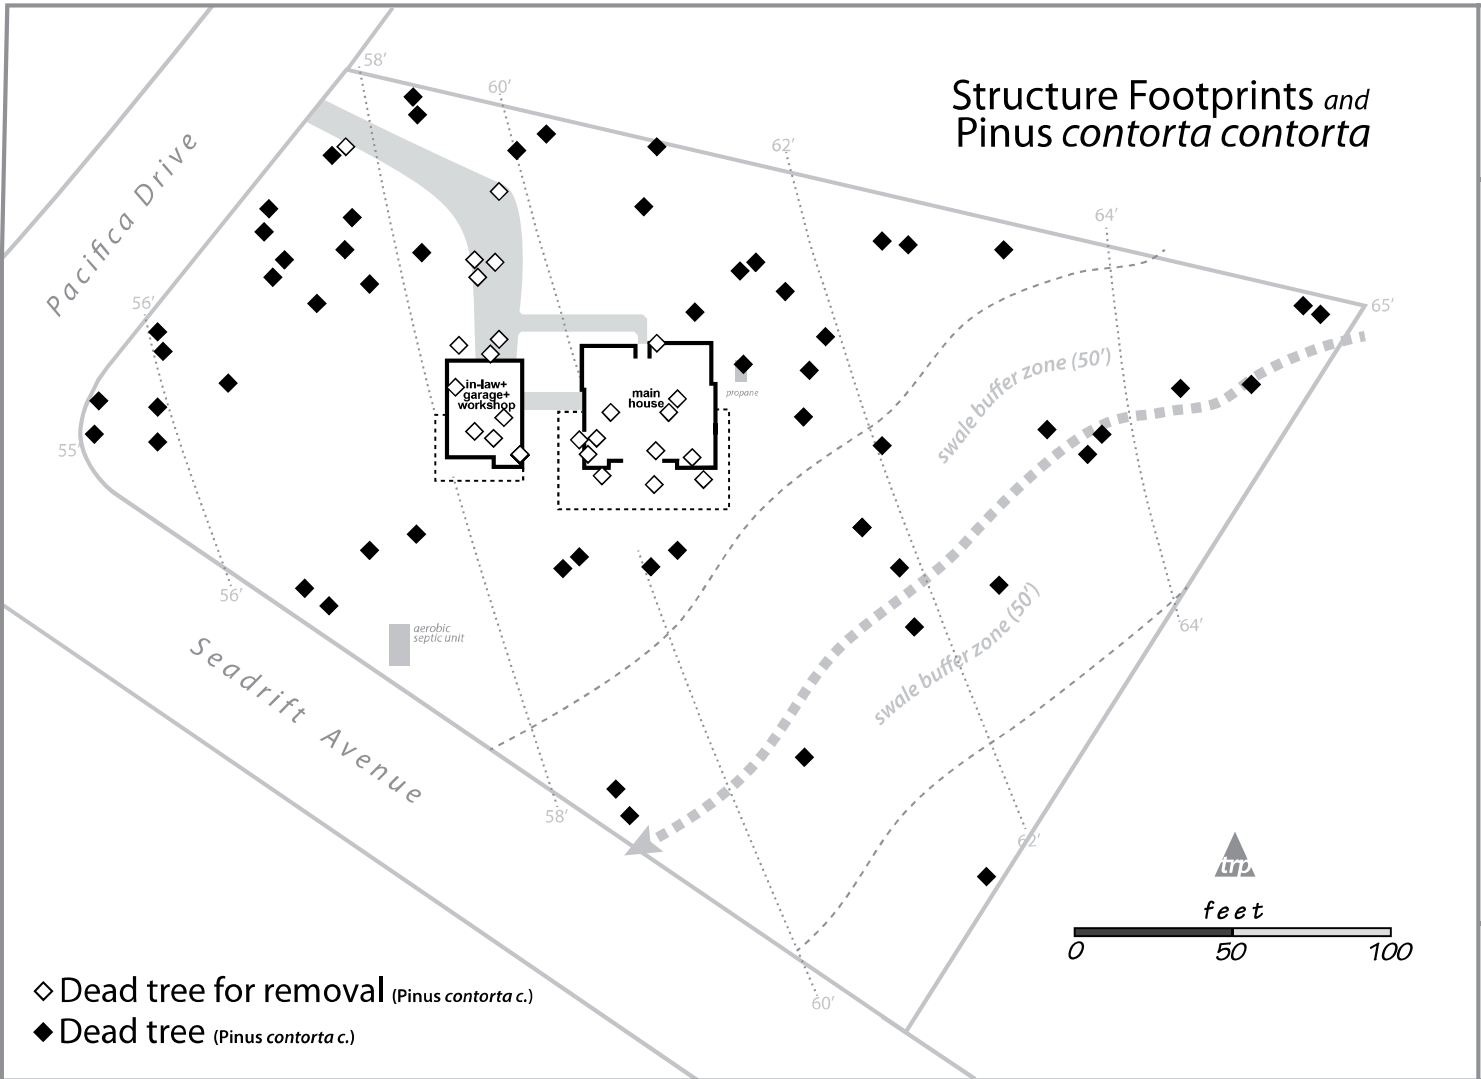 58’
60’
Structure Footprints and
Pinus contorta contorta
62’
Pacifica Drive
64’
56’
65’
swale buffer zone (50’)
in-law+
garage+
workshop
main
house
propane
55’
56’
swale buffer zone (50’)
aerobic
septic unit
64’
Seadrift Avenue
58’
62’
trp
feet
0 50 100
60’
Dead tree for removal (Pinus contorta c.)
Dead tree (Pinus contorta c.)